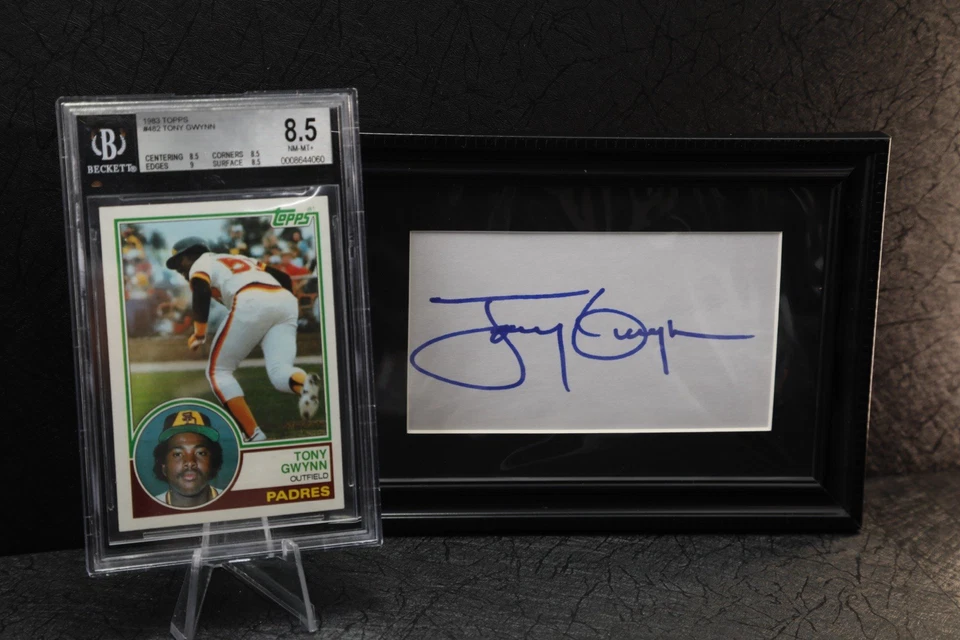 1983 TOPPS
#482 TONY GWYNN
8.5
NM-MT+
CENTERING 8.5 CORNERS 8.5
EDGES 9 SURFACE 8.5
0008644060
B
BECKETT®
Topps
TONY
GWYNN
OUTFIELD
PADRES
Tony Gwynn